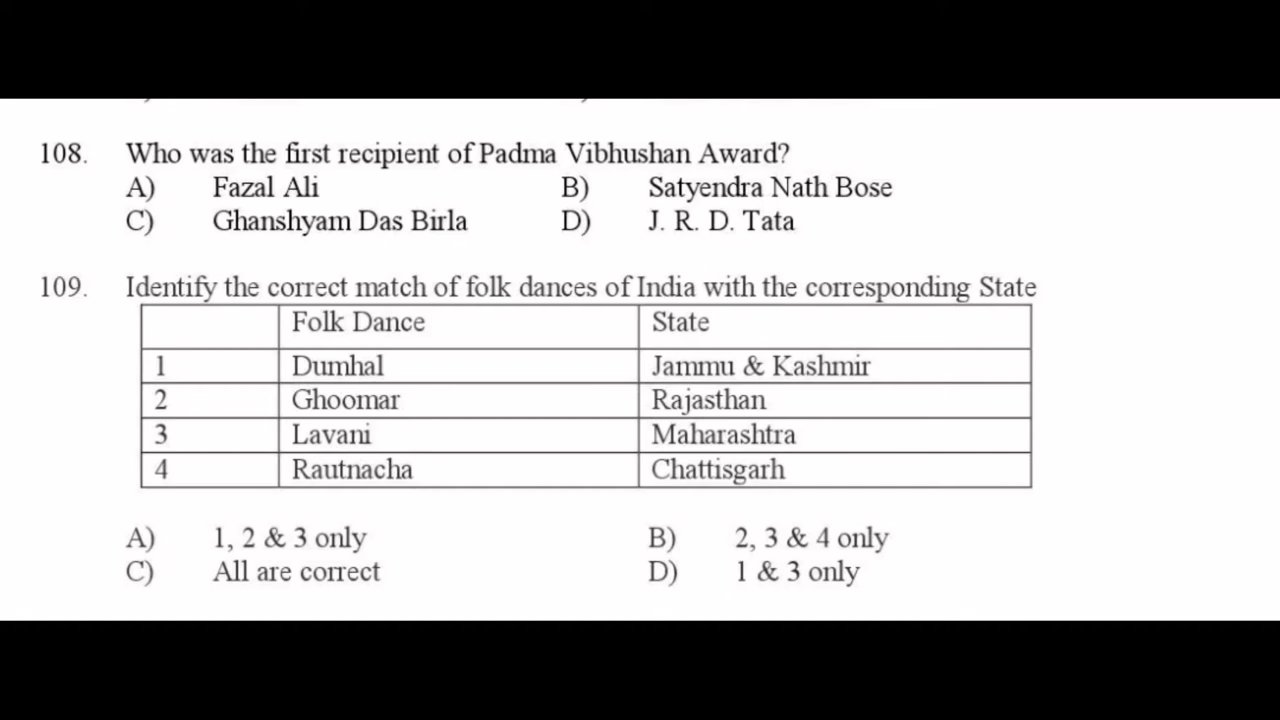 108. Who was the first recipient of Padma Vibhushan Award?
A) Fazal Ali B) Satyendra Nath Bose
C) Ghanshyam Das Birla D) J. R. D. Tata
109. Identify the correct match of folk dances of India with the corresponding State
Folk Dance State
1 Dumhal Jammu & Kashmir
2 Ghoomar Rajasthan
3 Lavani Maharashtra
4 Rautnacha Chattisgarh
A) 1, 2 & 3 only B) 2, 3 & 4 only
C) All are correct D) 1 & 3 only